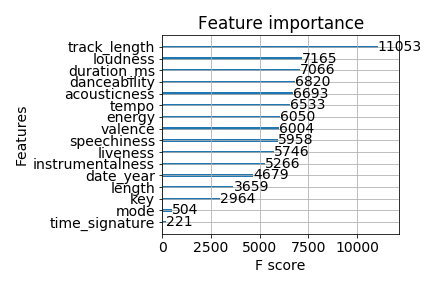 Feature importance
track_length 11053
loudness 7165
duration_ms 7066
danceability 6820
acousticness 6693
tempo 6533
energy 6050
valence 6004
speechiness 5958
liveness 5746
instrumentalness 5266
date_year 4679
length 3659
key 2964
mode 504
time_signature 221
Features
0 2500 5000 7500 10000
F score